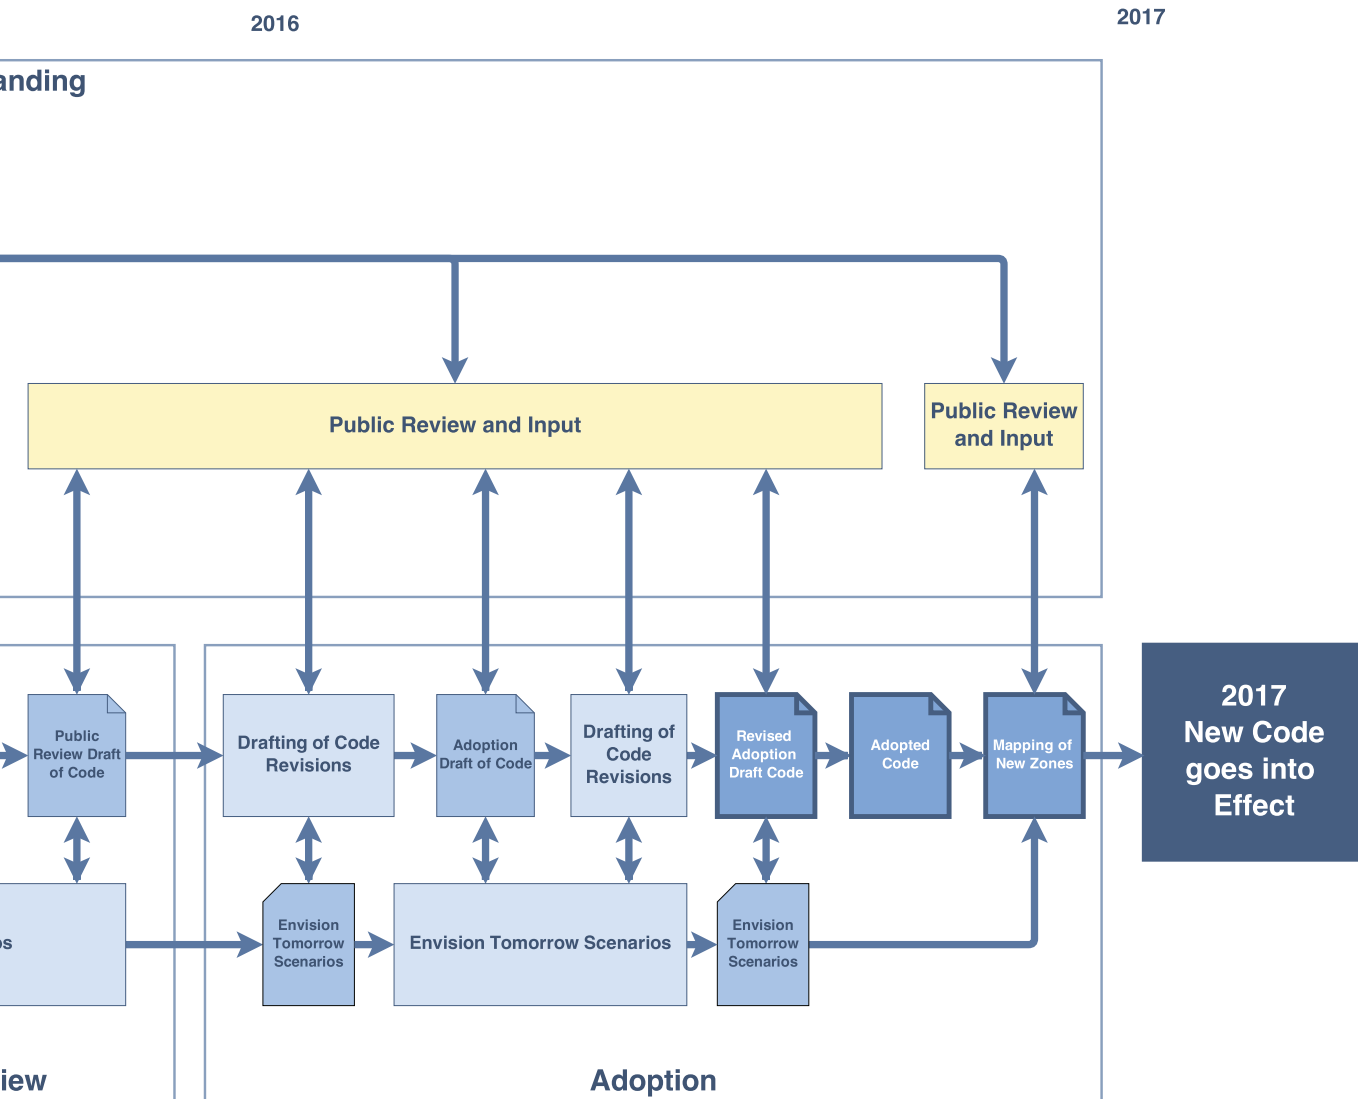 2016
2017
anding
Public Review and Input
Public Review
and Input
Public
Review Draft
of Code
Drafting of Code
Revisions
Adoption
Draft of Code
Drafting of
Code
Revisions
Revised
Adoption
Draft Code
Adopted
Code
Mapping of
New Zones
2017
New Code
goes into
Effect
os
Envision
Tomorrow
Scenarios
Envision Tomorrow Scenarios
Envision
Tomorrow
Scenarios
iew
Adoption